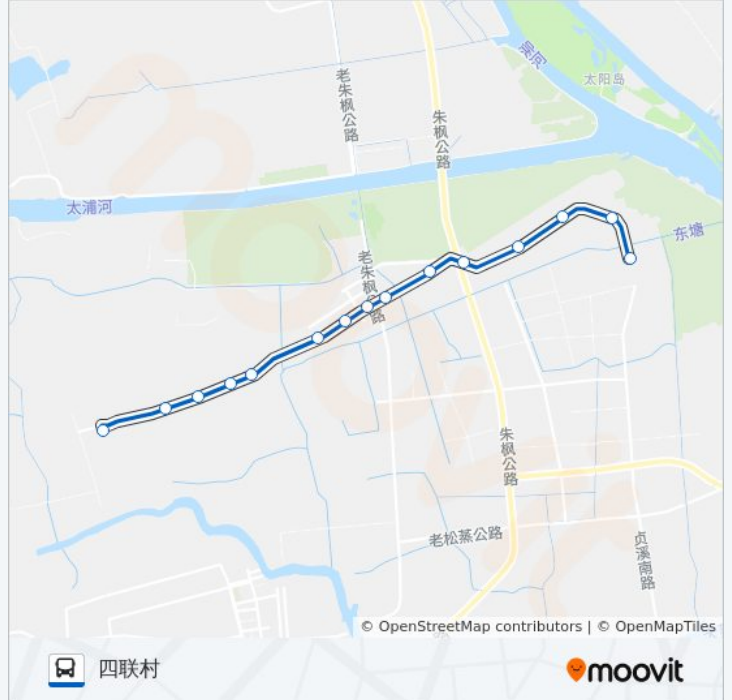 泖河
太阳岛
老朱枫公路
朱枫公路
太浦河
东塘
老朱枫公路
朱枫公路
老松蒸公路
贞溪南路
© OpenStreetMap contributors | © OpenMapTiles
四联村
moovit